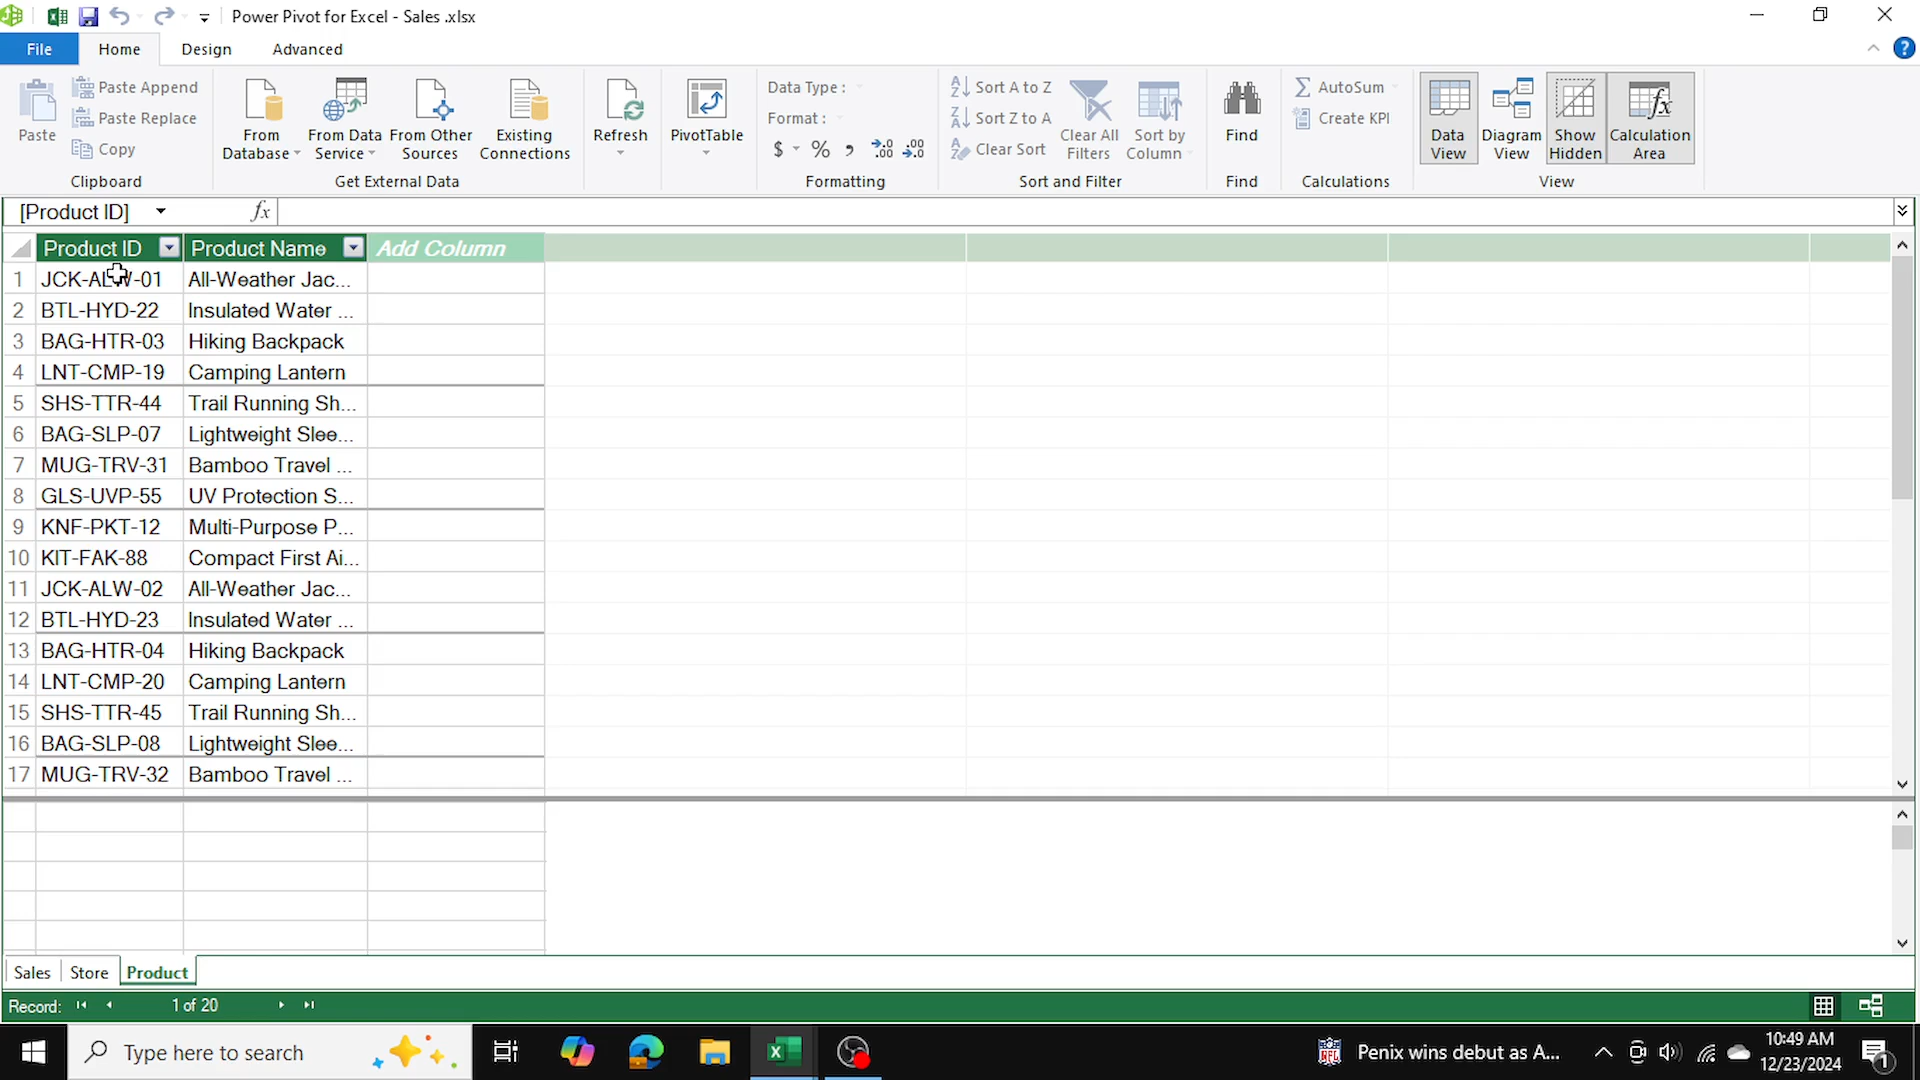 Power Pivot for Excel - Sales .xlsx
File Home Design Advanced
Paste
Paste Append
Paste Replace
Copy
Clipboard
From Database
From Data Service
From Other Sources
Existing Connections
Get External Data
Refresh
PivotTable
Data Type :
Format :
$ % , .00
Formatting
Sort A to Z
Sort Z to A
Clear Sort
Clear All Filters
Sort by Column
Sort and Filter
Find
Find
AutoSum
Create KPI
Calculations
Data View
Diagram View
Show Hidden
Calculation Area
View
[Product ID] fx
Product ID Product Name Add Column
1 JCK-ALW-01 All-Weather Jac...
2 BTL-HYD-22 Insulated Water ...
3 BAG-HTR-03 Hiking Backpack
4 LNT-CMP-19 Camping Lantern
5 SHS-TTR-44 Trail Running Sh...
6 BAG-SLP-07 Lightweight Slee...
7 MUG-TRV-31 Bamboo Travel ...
8 GLS-UVP-55 UV Protection S...
9 KNF-PKT-12 Multi-Purpose P...
10 KIT-FAK-88 Compact First Ai...
11 JCK-ALW-02 All-Weather Jac...
12 BTL-HYD-23 Insulated Water ...
13 BAG-HTR-04 Hiking Backpack
14 LNT-CMP-20 Camping Lantern
15 SHS-TTR-45 Trail Running Sh...
16 BAG-SLP-08 Lightweight Slee...
17 MUG-TRV-32 Bamboo Travel ...
Sales Store Product
Record: 1 of 20
Type here to search
Penix wins debut as A...
10:49 AM
12/23/2024
1